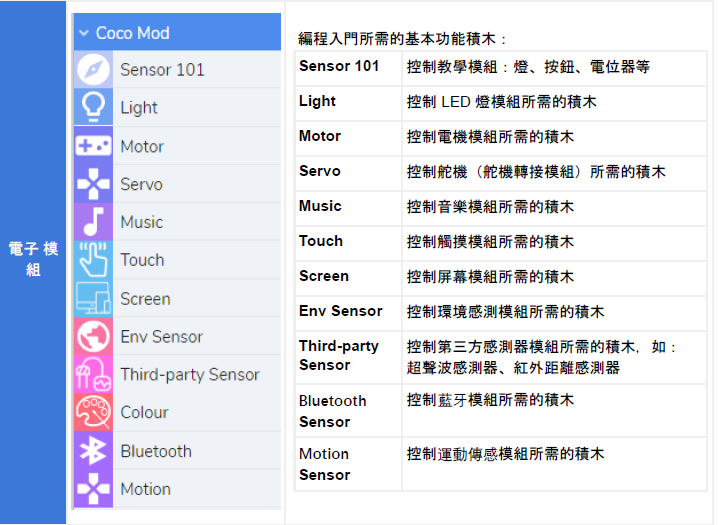 電子 模
組
Coco Mod
Sensor 101
Light
Motor
Servo
Music
Touch
Screen
Env Sensor
Third-party Sensor
Colour
Bluetooth
Motion
編程入門所需的基本功能積木：
Sensor 101 控制教學模組：燈、按鈕、電位器等
Light 控制 LED 燈模組所需的積木
Motor 控制電機模組所需的積木
Servo 控制舵機（舵機轉接模組）所需的積木
Music 控制音樂模組所需的積木
Touch 控制觸摸模組所需的積木
Screen 控制屏幕模組所需的積木
Env Sensor 控制環境感測模組所需的積木
Third-party 控制第三方感測器模組所需的積木，如：
Sensor 超聲波感測器、紅外距離感測器
Bluetooth 控制藍牙模組所需的積木
Sensor
Motion 控制運動傳感模組所需的積木
Sensor